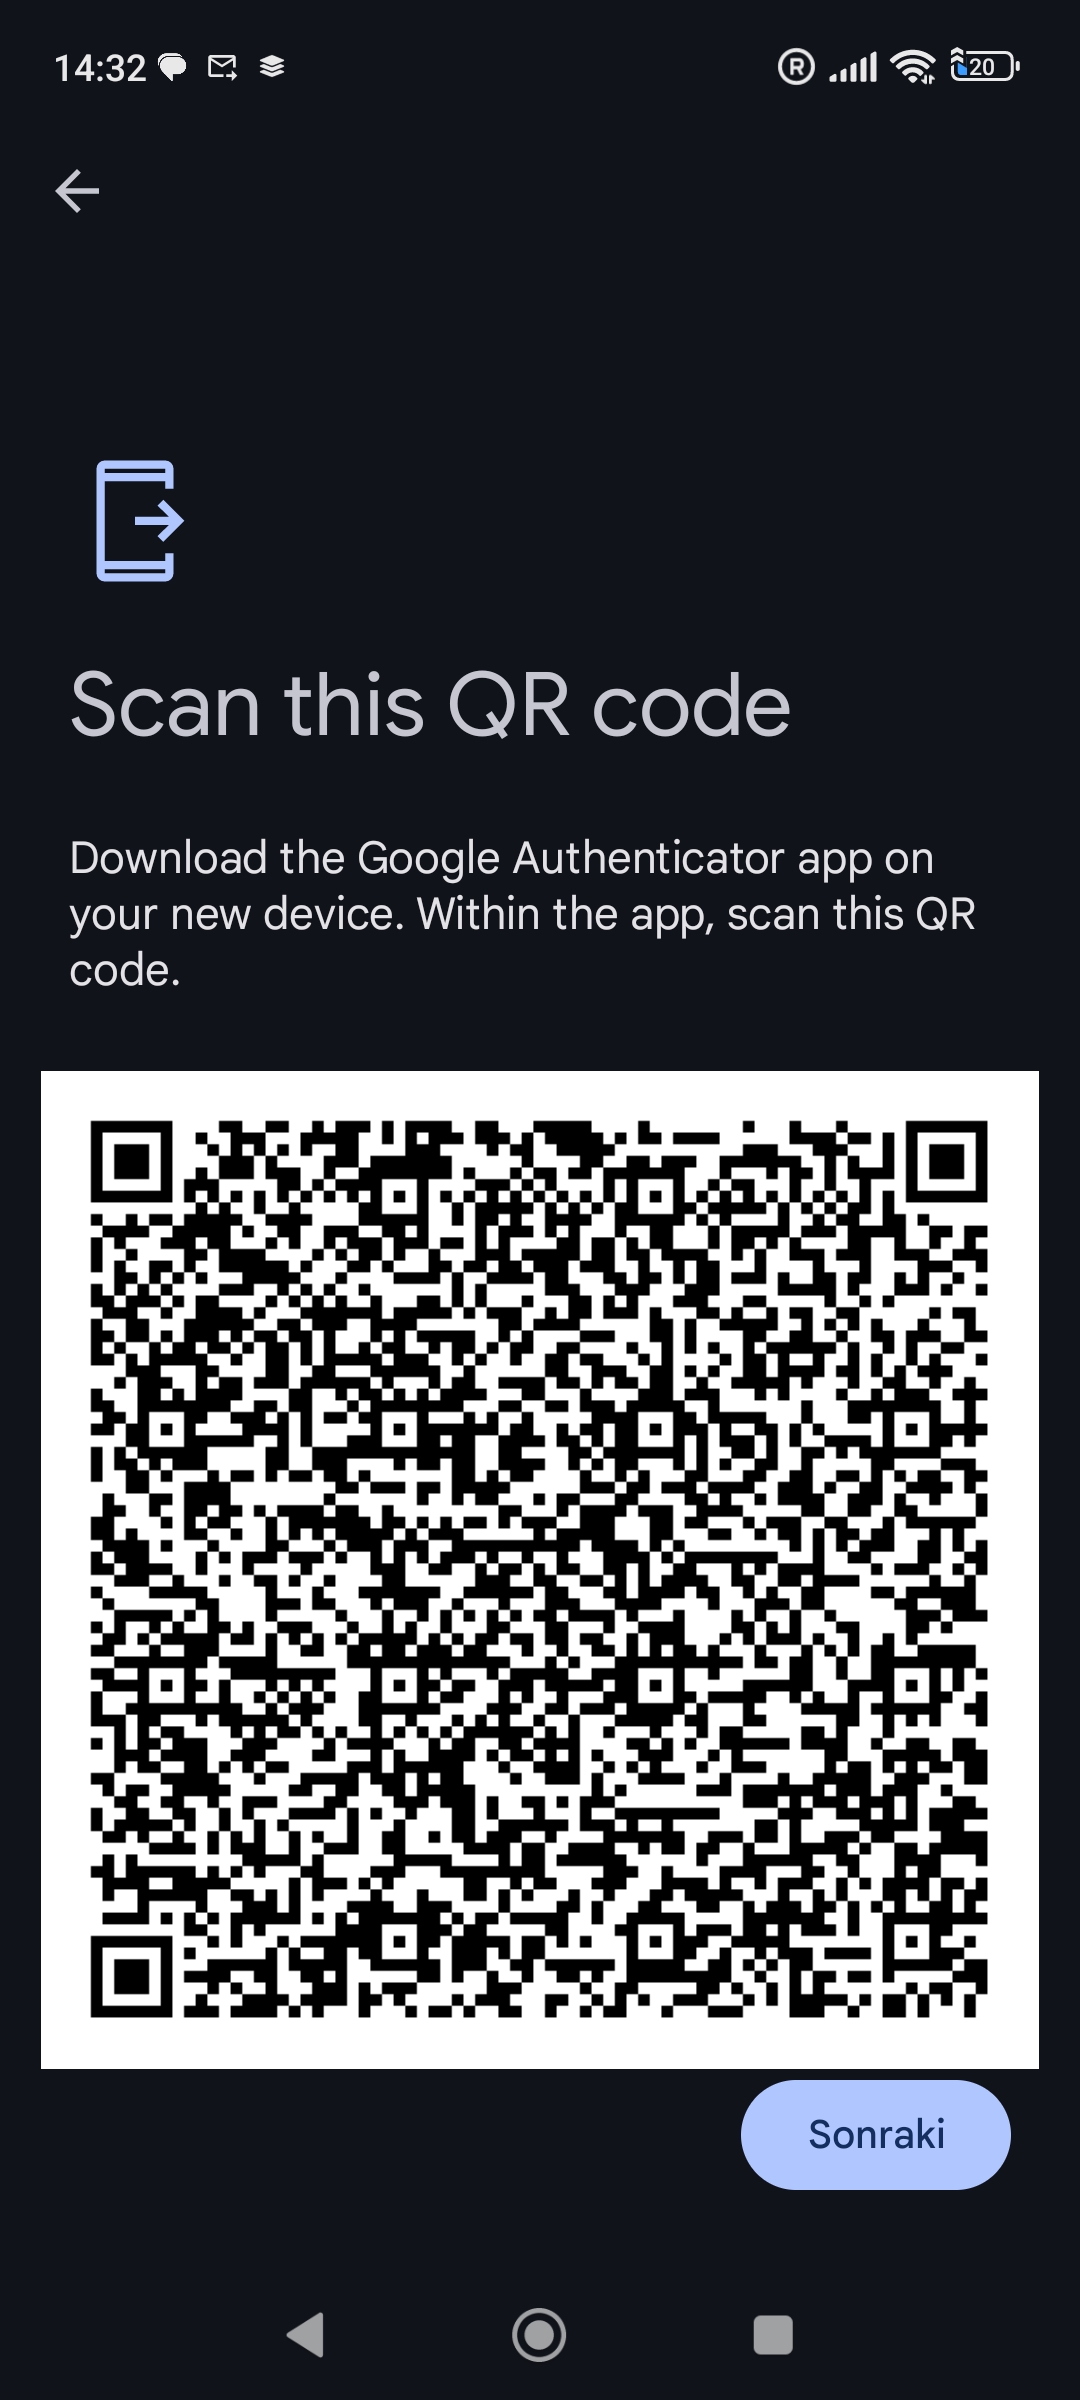 14:32
R
20
Scan this QR code
Download the Google Authenticator app on
your new device. Within the app, scan this QR
code.
Sonraki